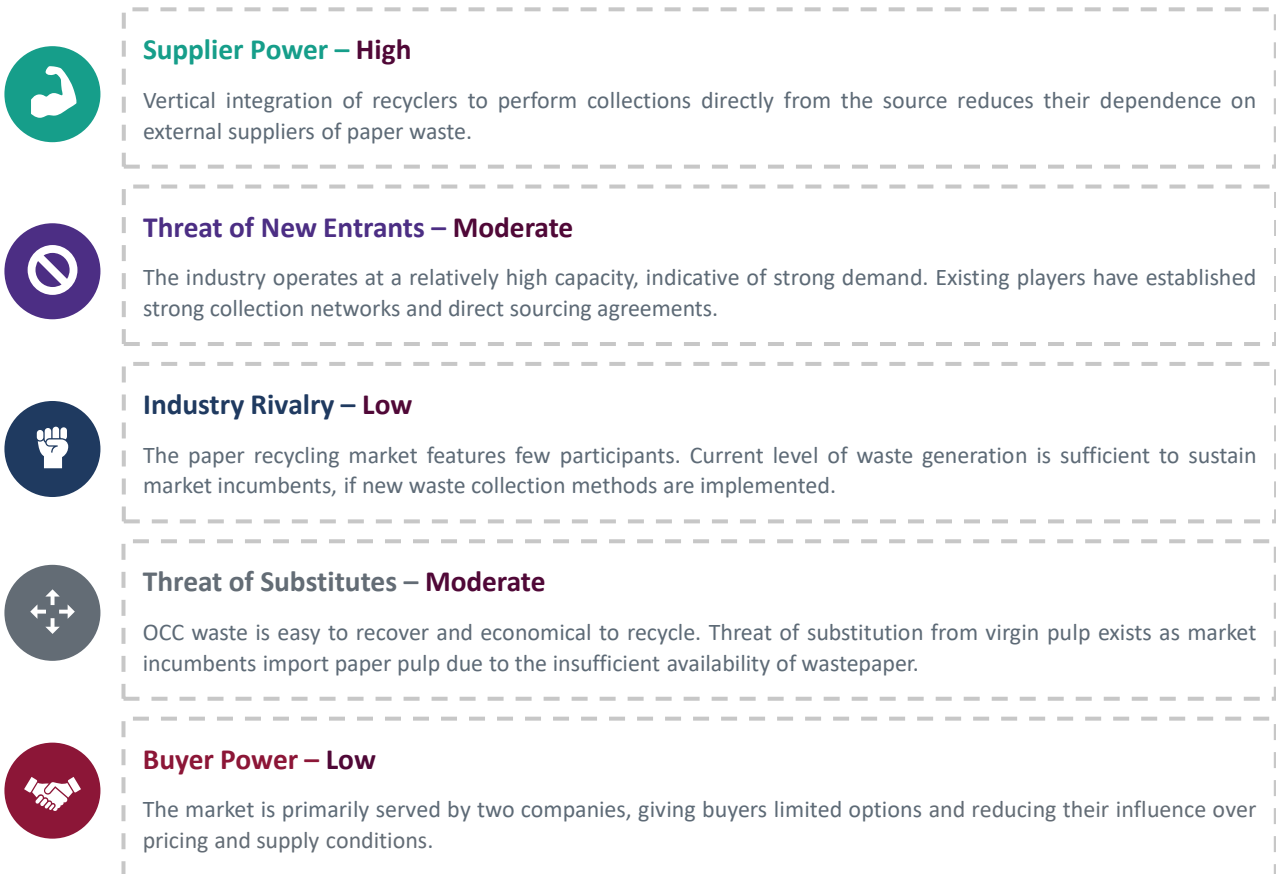 Supplier Power – High
Vertical integration of recyclers to perform collections directly from the source reduces their dependence on
external suppliers of paper waste.
Threat of New Entrants – Moderate
The industry operates at a relatively high capacity, indicative of strong demand. Existing players have established
strong collection networks and direct sourcing agreements.
Industry Rivalry – Low
The paper recycling market features few participants. Current level of waste generation is sufficient to sustain
market incumbents, if new waste collection methods are implemented.
Threat of Substitutes – Moderate
OCC waste is easy to recover and economical to recycle. Threat of substitution from virgin pulp exists as market
incumbents import paper pulp due to the insufficient availability of wastepaper.
Buyer Power – Low
The market is primarily served by two companies, giving buyers limited options and reducing their influence over
pricing and supply conditions.